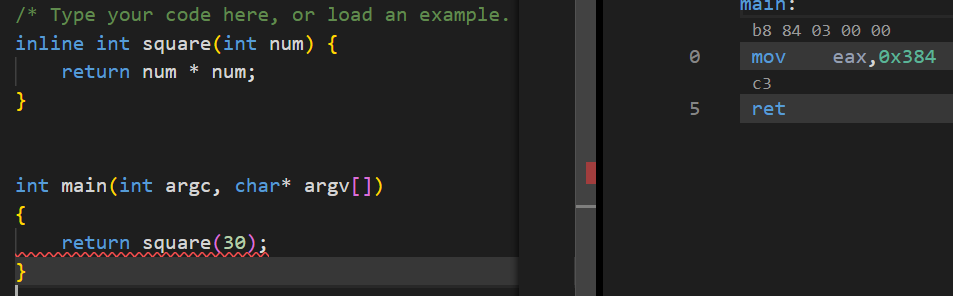 /* Type your code here, or load an example.
inline int square(int num) {
    return num * num;
}
int main(int argc, char* argv[])
{
    return square(30);
}
main:
b8 84 03 00 00
0 mov eax,0x384
c3
5 ret